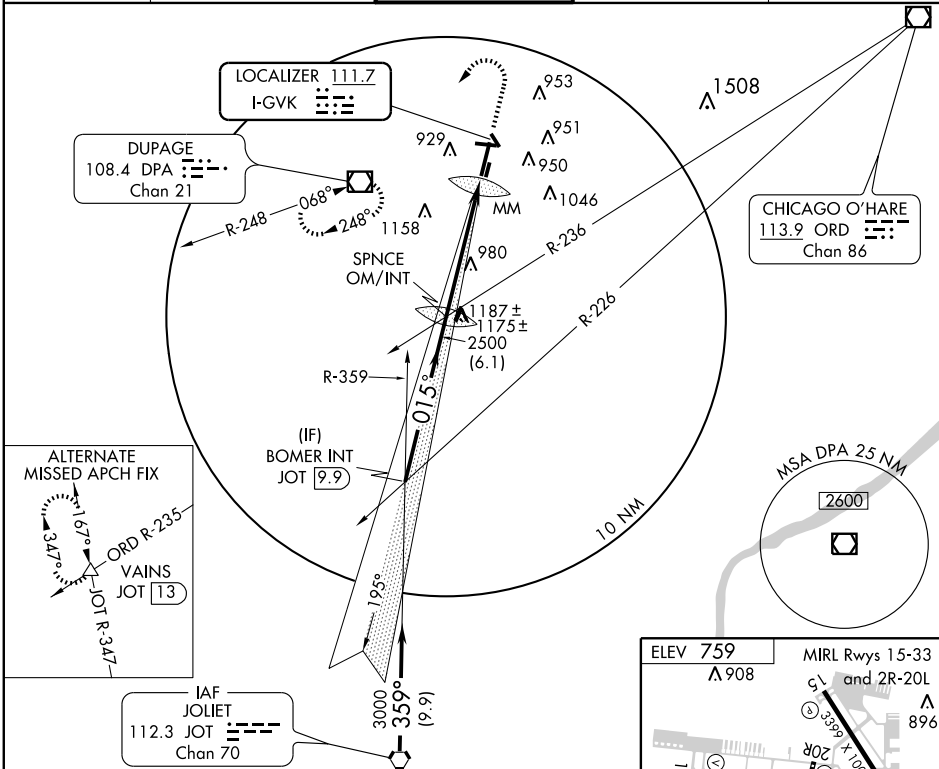 LOCALIZER 111.7
I-GVK
DUPAGE
108.4 DPA
Chan 21
953
951
950
929
1046
1508
MM
1158
R-248
068°
248°
CHICAGO O'HARE
113.9 ORD
Chan 86
R-236
R-226
SPNCE
OM/INT
980
1187 ±
1175 ±
2500
(6.1)
R-359
015°
(IF)
BOMER INT
JOT 9.9
10 NM
ALTERNATE
MISSED APCH FIX
167°
347°
ORD R-235
VAINS
JOT 13
JOT R-347
195°
MSA DPA 25 NM
2600
IAF
JOLIET
112.3 JOT
Chan 70
3000
359°
(9.9)
ELEV 759
MIRL Rwys 15-33
and 2R-20L
908
896
15
3399 X 100
20R